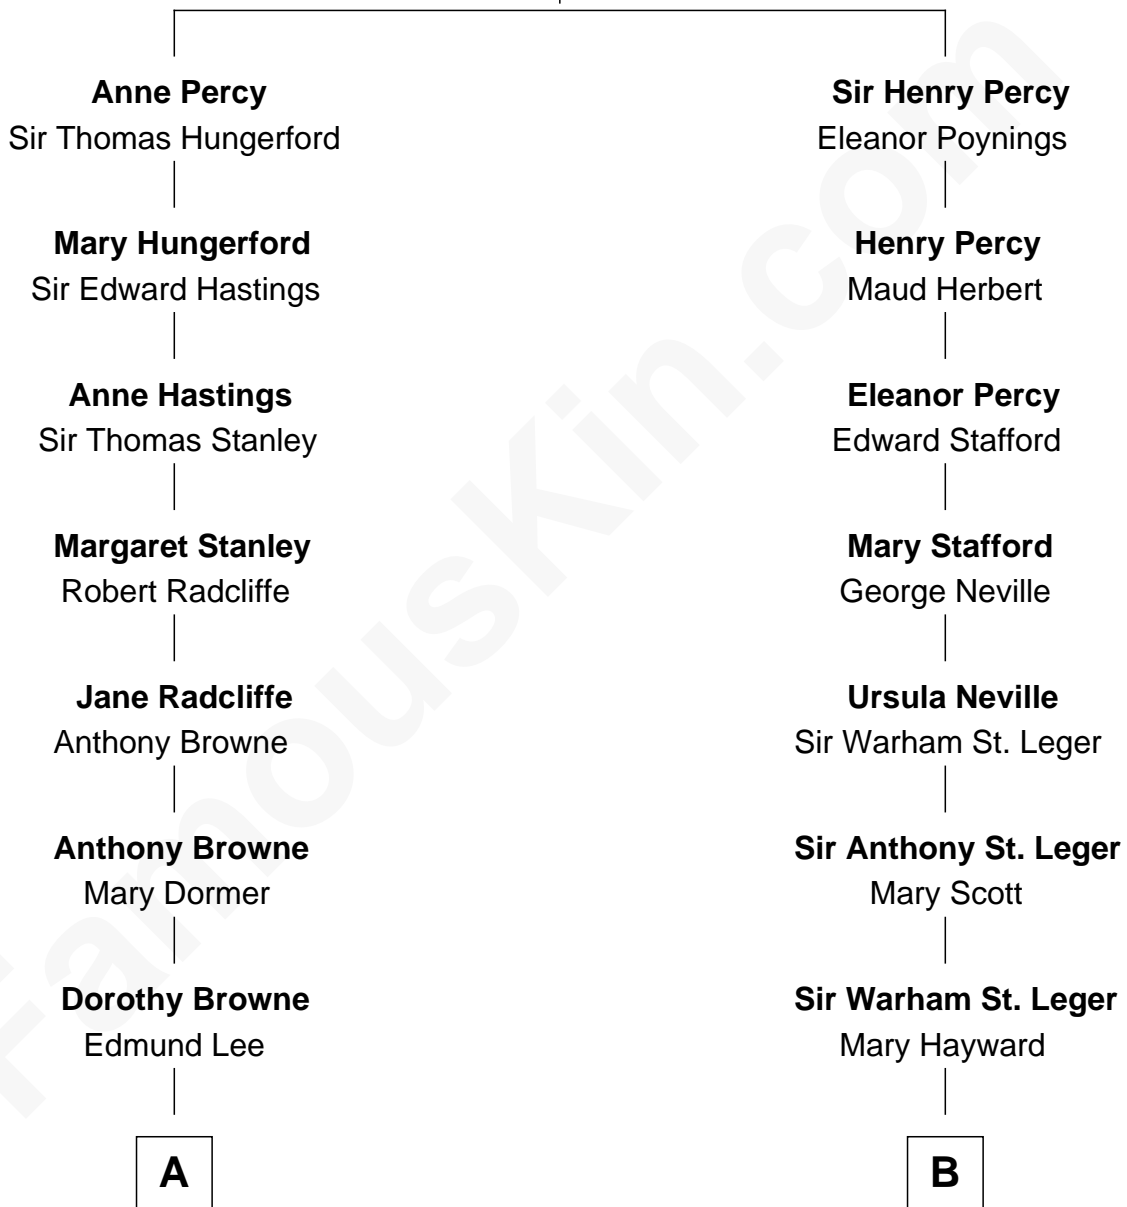 Anne Percy
Sir Thomas Hungerford
Mary Hungerford
Sir Edward Hastings
Anne Hastings
Sir Thomas Stanley
Margaret Stanley
Robert Radcliffe
Jane Radcliffe
Anthony Browne
Anthony Browne
Mary Dormer
Dorothy Browne
Edmund Lee
A
Sir Henry Percy
Eleanor Poynings
Henry Percy
Maud Herbert
Eleanor Percy
Edward Stafford
Mary Stafford
George Neville
Ursula Neville
Sir Warham St. Leger
Sir Anthony St. Leger
Mary Scott
Sir Warham St. Leger
Mary Hayward
B
FamousKin.com